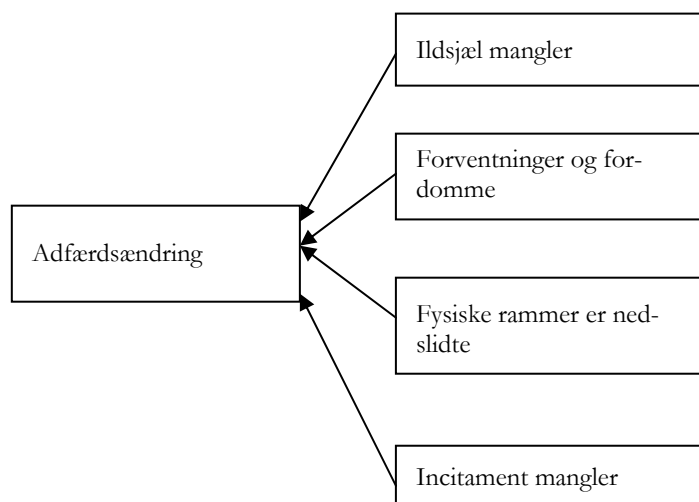 Ildsjæl mangler
Forventninger og for-
domme
Adfærdsændring
Fysiske rammer er ned-
slidte
Incitament mangler